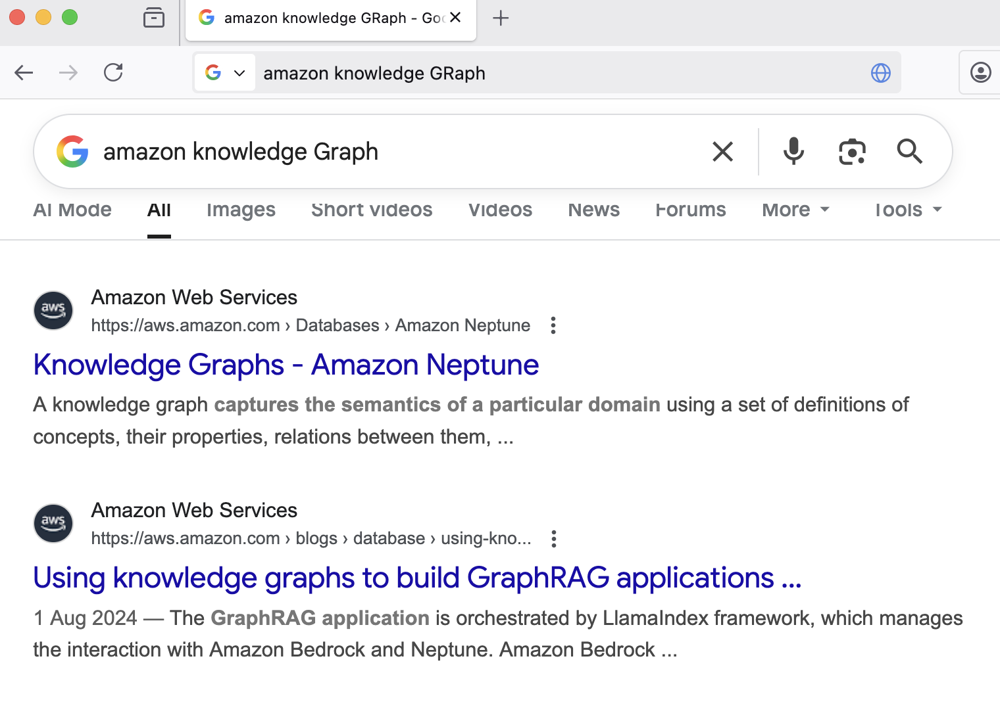 amazon knowledge GRaph - Goo
amazon knowledge GRaph
amazon knowledge Graph
AI Mode All Images Short videos Videos News Forums More Tools
aws
Amazon Web Services
https://aws.amazon.com › Databases › Amazon Neptune
Knowledge Graphs - Amazon Neptune
A knowledge graph captures the semantics of a particular domain using a set of definitions of
concepts, their properties, relations between them, ...
aws
Amazon Web Services
https://aws.amazon.com › blogs › database › using-kno...
Using knowledge graphs to build GraphRAG applications ...
1 Aug 2024 — The GraphRAG application is orchestrated by LlamaIndex framework, which manages
the interaction with Amazon Bedrock and Neptune. Amazon Bedrock ...